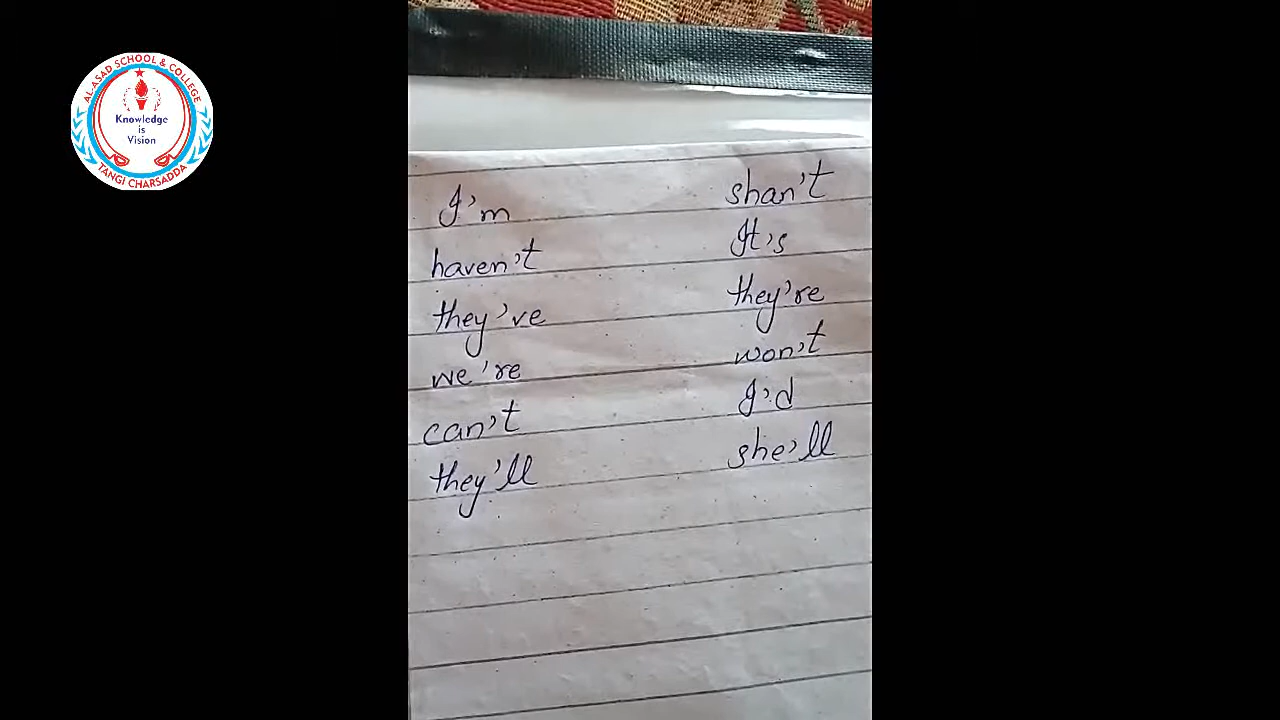 AL-ASAD SCHOOL & COLLEGE
Knowledge
is
Vision
TANGI CHARSADDA
I'm
haven't
they've
we're
can't
they'll
shan't
It's
they're
won't
I'd
she'll